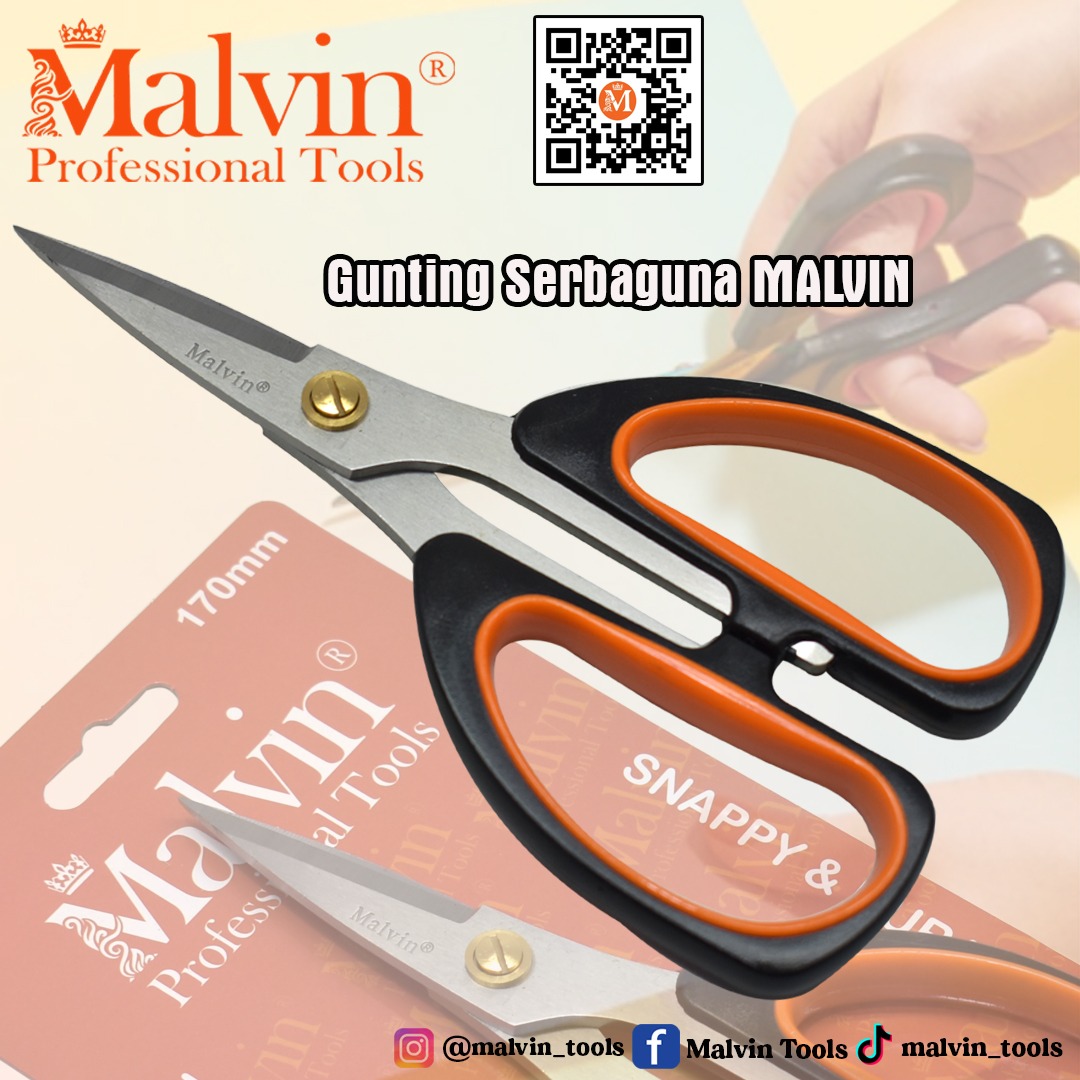 Malvin®
Professional Tools
M
Gunting Serbaguna MALVIN
Malvin®
170mm
Malvin®
Professional Tools
SNAPPY &
Malvin®
@malvin_tools
Malvin Tools
malvin_tools